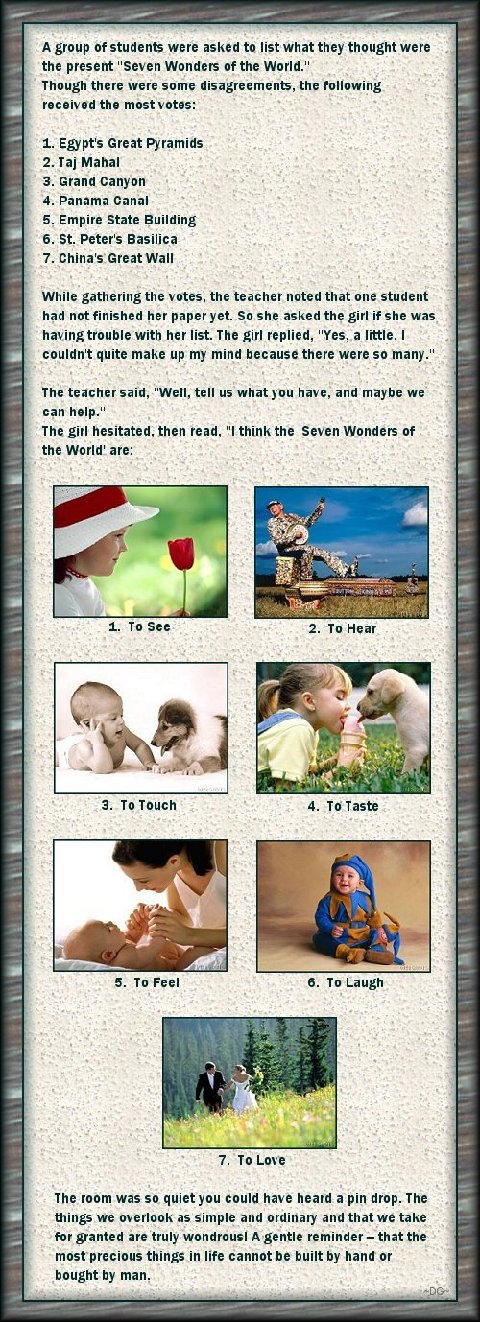 A group of students were asked to list what they thought were
the present "Seven Wonders of the World."
Though there were some disagreements, the following
received the most votes:
1. Egypt's Great Pyramids
2. Taj Mahal
3. Grand Canyon
4. Panama Canal
5. Empire State Building
6. St. Peter's Basilica
7. China's Great Wall
While gathering the votes, the teacher noted that one student
had not finished her paper yet. So she asked the girl if she was
having trouble with her list. The girl replied, "Yes, a little. I
couldn't quite make up my mind because there were so many."
The teacher said, "Well, tell us what you have, and maybe we
can help."
The girl hesitated, then read, "I think the Seven Wonders of
the World' are:
1. To See
2. To Hear
3. To Touch
4. To Taste
5. To Feel
6. To Laugh
7. To Love
The room was so quiet you could have heard a pin drop. The
things we overlook as simple and ordinary and that we take
for granted are truly wondrous! A gentle reminder – that the
most precious things in life cannot be built by hand or
bought by man.
~DG~